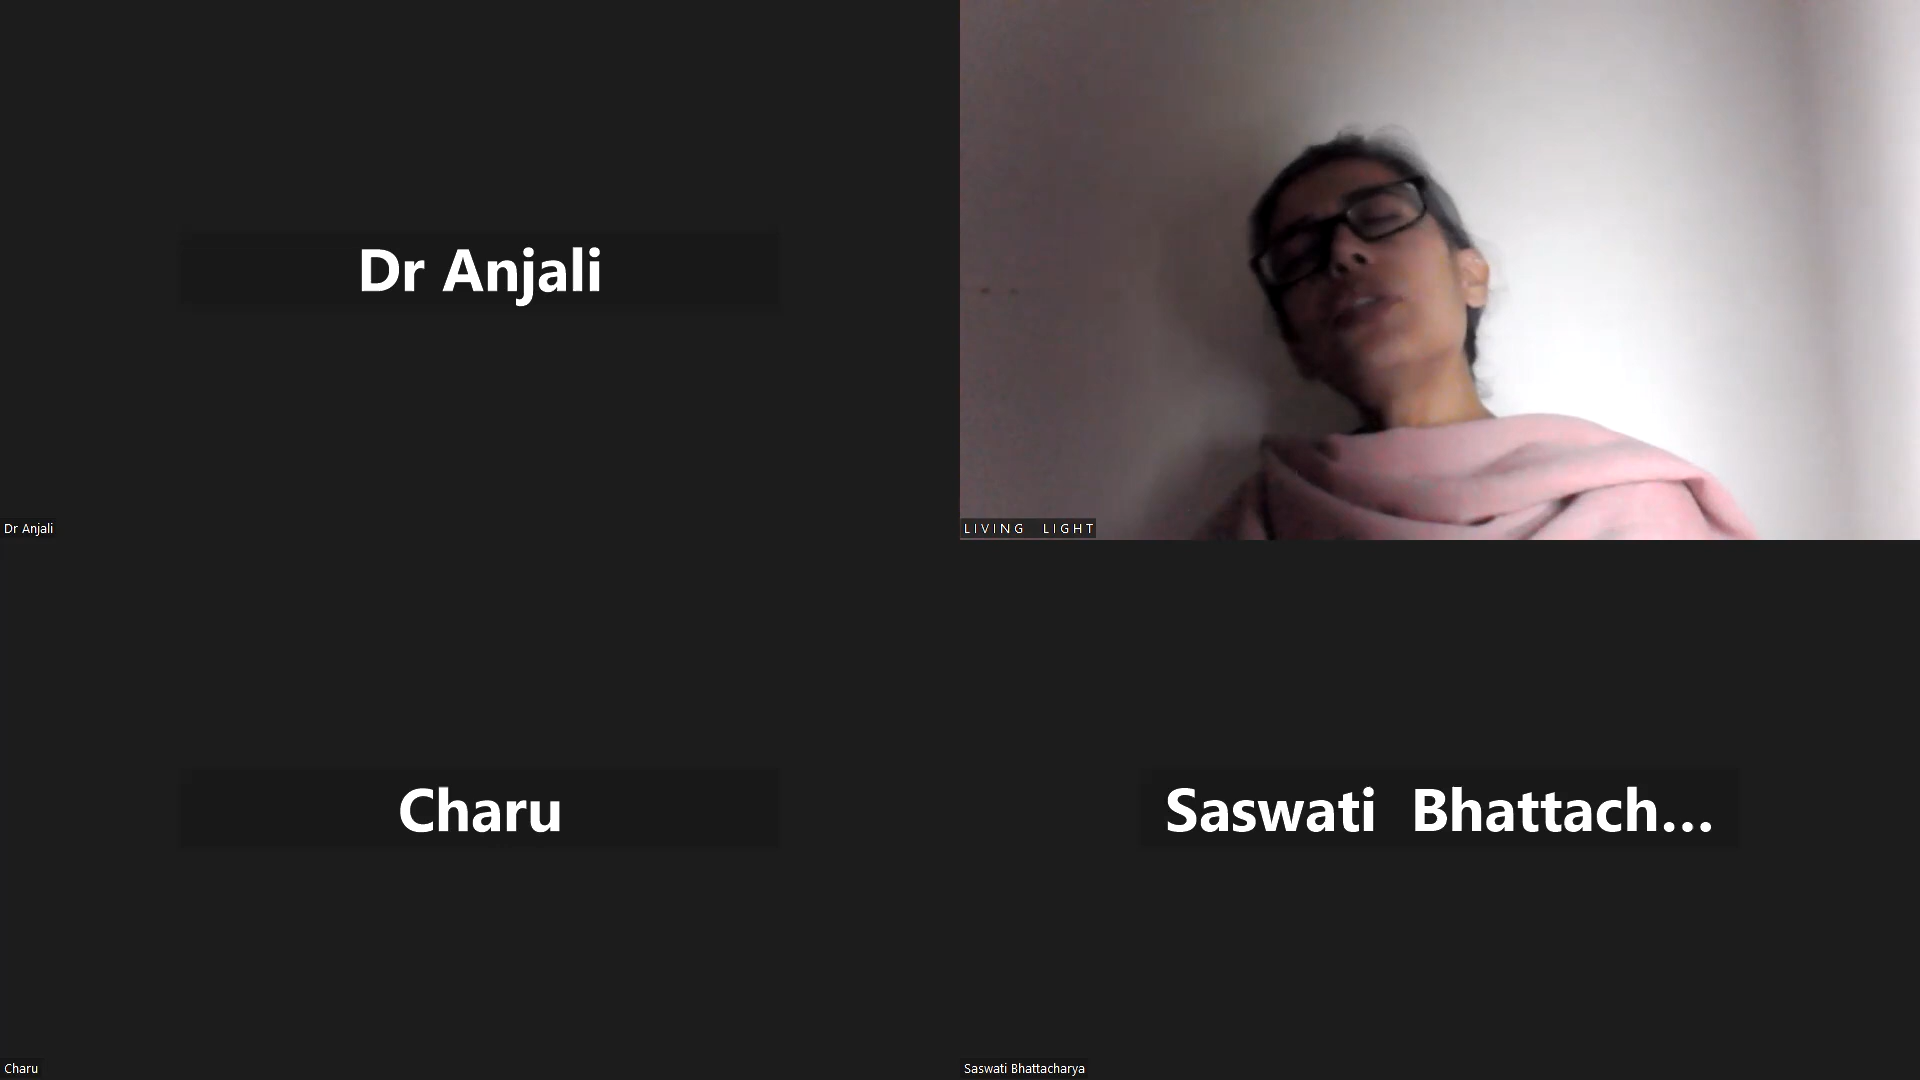 Dr Anjali
Dr Anjali
LIVING LIGHT
Charu
Saswati Bhattach...
Charu
Saswati Bhattacharya